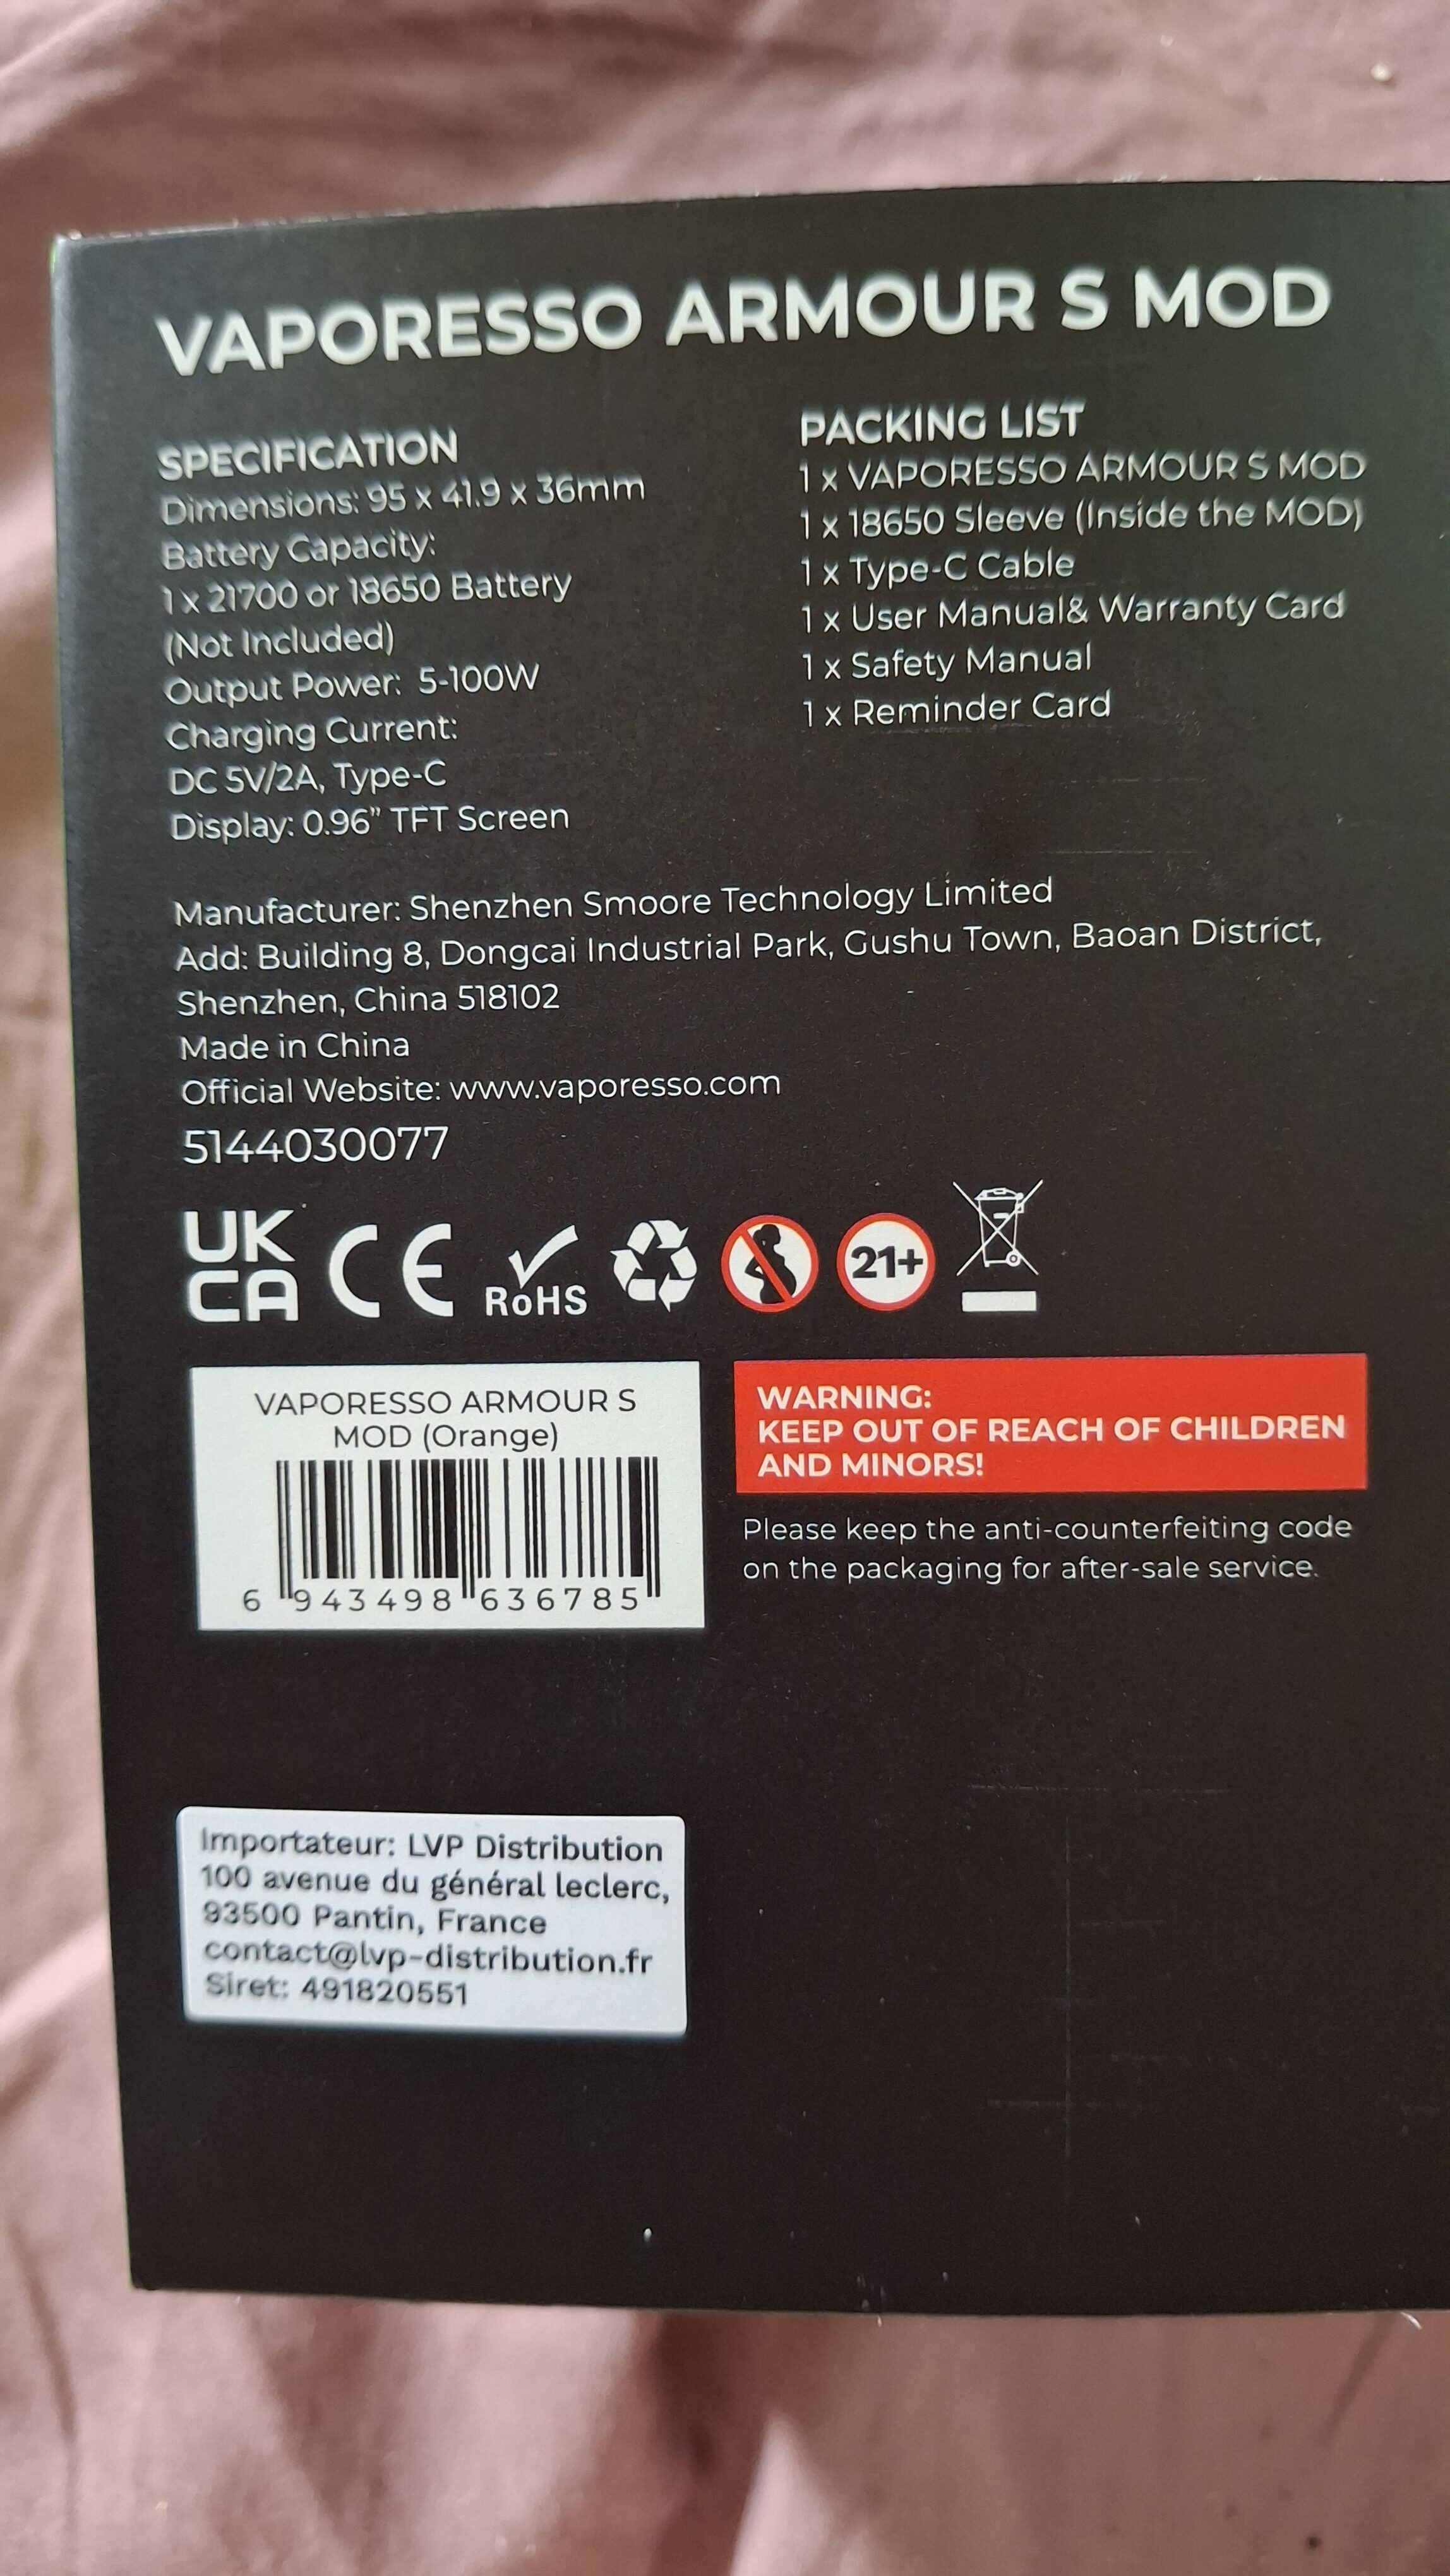 VAPORESSO ARMOUR S MOD
SPECIFICATION
Dimensions: 95 x 41.9 x 36mm
Battery Capacity:
1 x 21700 or 18650 Battery
(Not Included)
Output Power: 5-100W
Charging Current:
DC 5V/2A, Type-C
Display: 0.96” TFT Screen
PACKING LIST
1 x VAPORESSO ARMOUR S MOD
1 x 18650 Sleeve (Inside the MOD)
1 x Type-C Cable
1 x User Manual& Warranty Card
1 x Safety Manual
1 x Reminder Card
Manufacturer: Shenzhen Smoore Technology Limited
Add: Building 8, Dongcai Industrial Park, Gushu Town, Baoan District,
Shenzhen, China 518102
Made in China
Official Website: www.vaporesso.com
5144030077
UK
CA
CE
RoHS
21+
VAPORESSO ARMOUR S
MOD (Orange)
6 943498 636785
WARNING:
KEEP OUT OF REACH OF CHILDREN
AND MINORS!
Please keep the anti-counterfeiting code
on the packaging for after-sale service.
Importateur: LVP Distribution
100 avenue du général leclerc,
93500 Pantin, France
contact@lvp-distribution.fr
Siret: 491820551